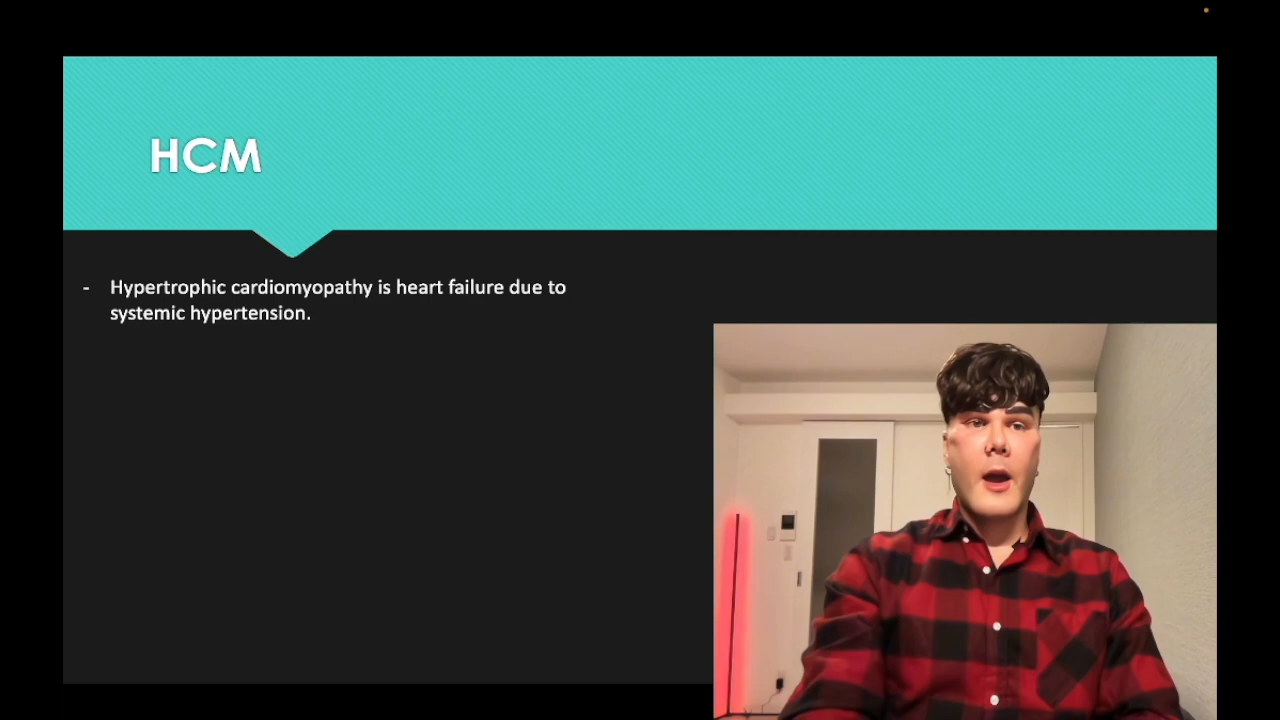 HCM
- Hypertrophic cardiomyopathy is heart failure due to
systemic hypertension.